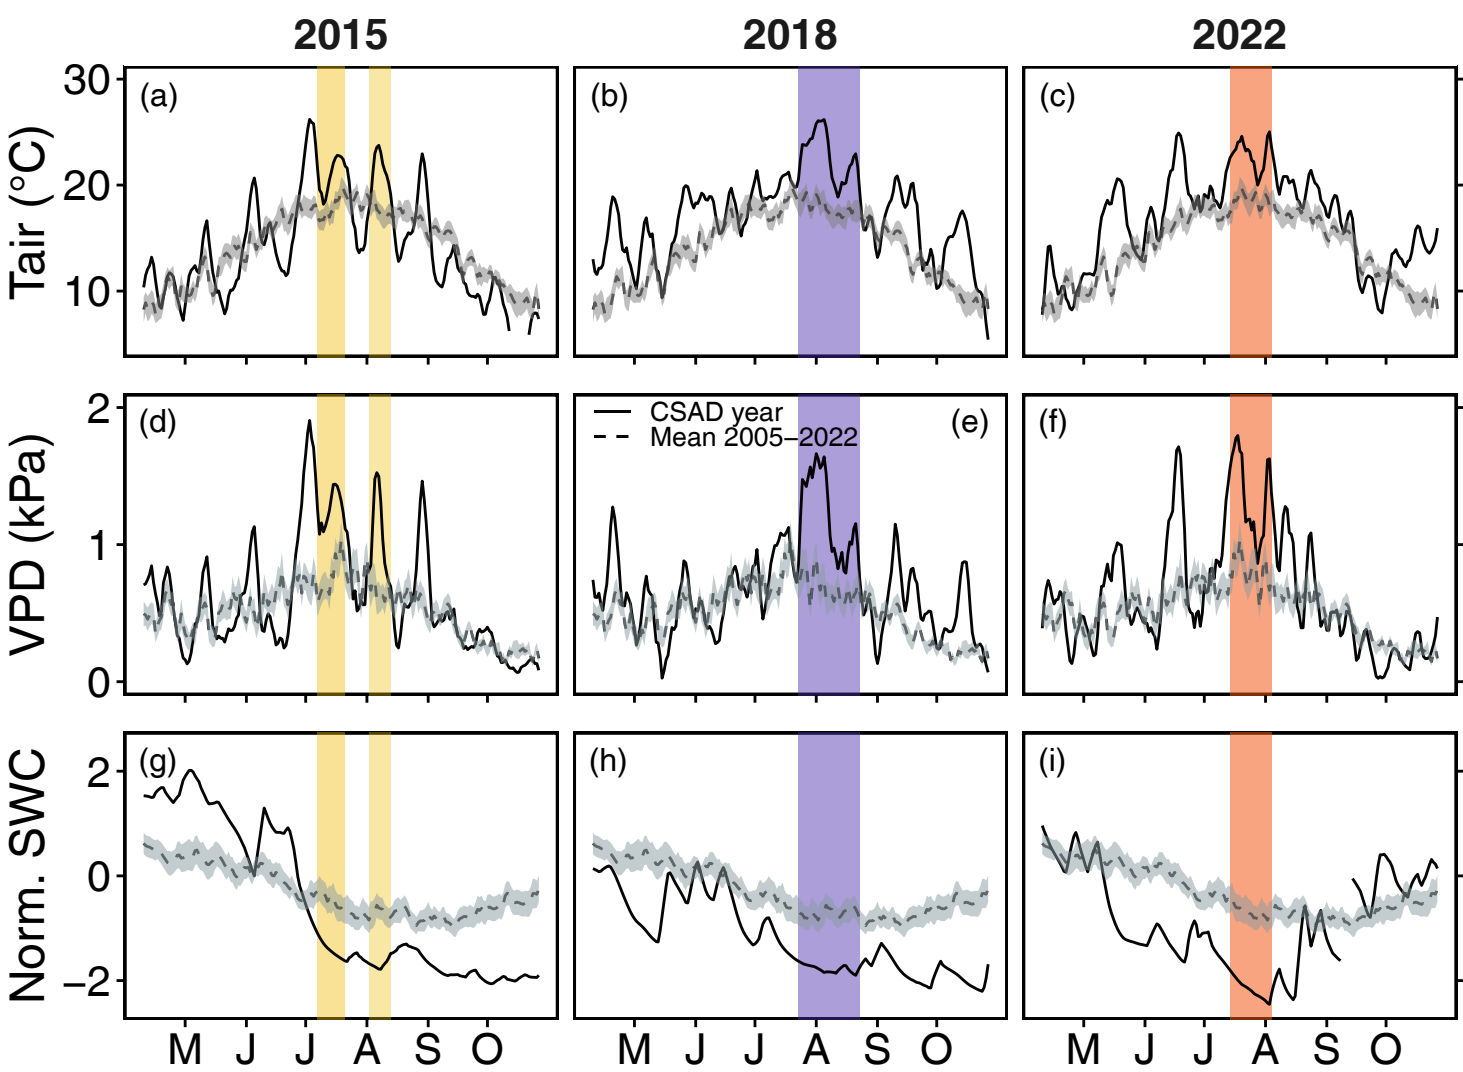 2015 2018 2022
(a) (b) (c)
Tair (°C)
30
20
10
(d) (e) (f)
CSAD year
Mean 2005−2022
VPD (kPa)
2
1
0
(g) (h) (i)
Norm. SWC
2
0
−2
M J J A S O M J J A S O M J J A S O